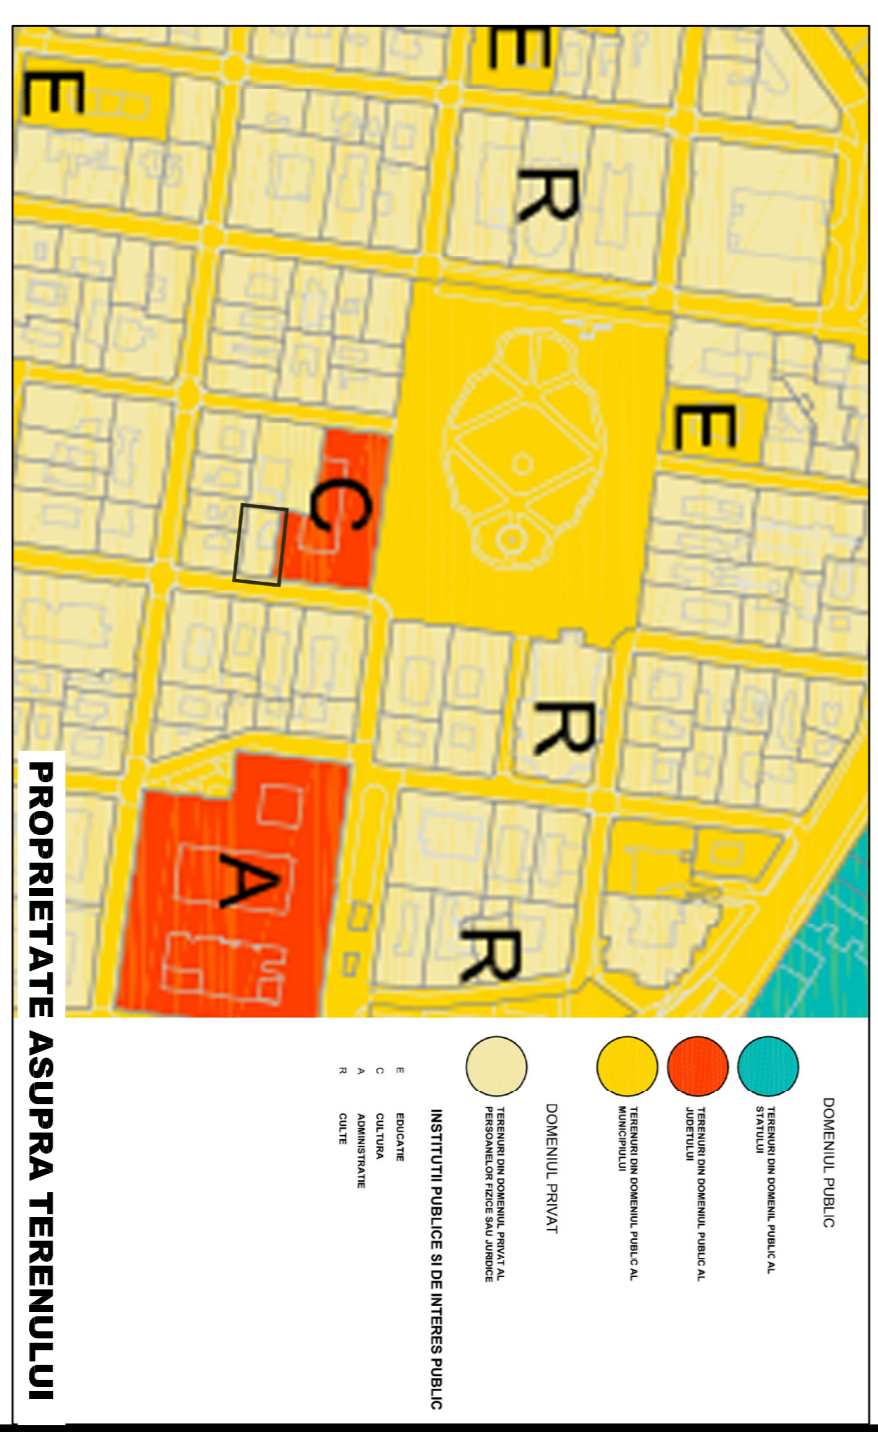 E
R
R
E
R
C
A
E
DOMENIUL PUBLIC
TERENURI DIN DOMENIL PUBLIC AL
STATULUI
TERENURI DIN DOMENIUL PUBLIC AL
JUDETULUI
TERENURI DIN DOMENIUL PUBLIC AL
MUNICIPIULUI
DOMENIUL PRIVAT
TERENURI DIN DOMENIUL PRIVAT AL
PERSOANELOR FIZICE SAU JURIDICE
INSTITUTII PUBLICE SI DE INTERES PUBLIC
E EDUCATIE
C CULTURA
A ADMINISTRATIE
R CULTE
PROPRIETATE ASUPRA TERENULUI